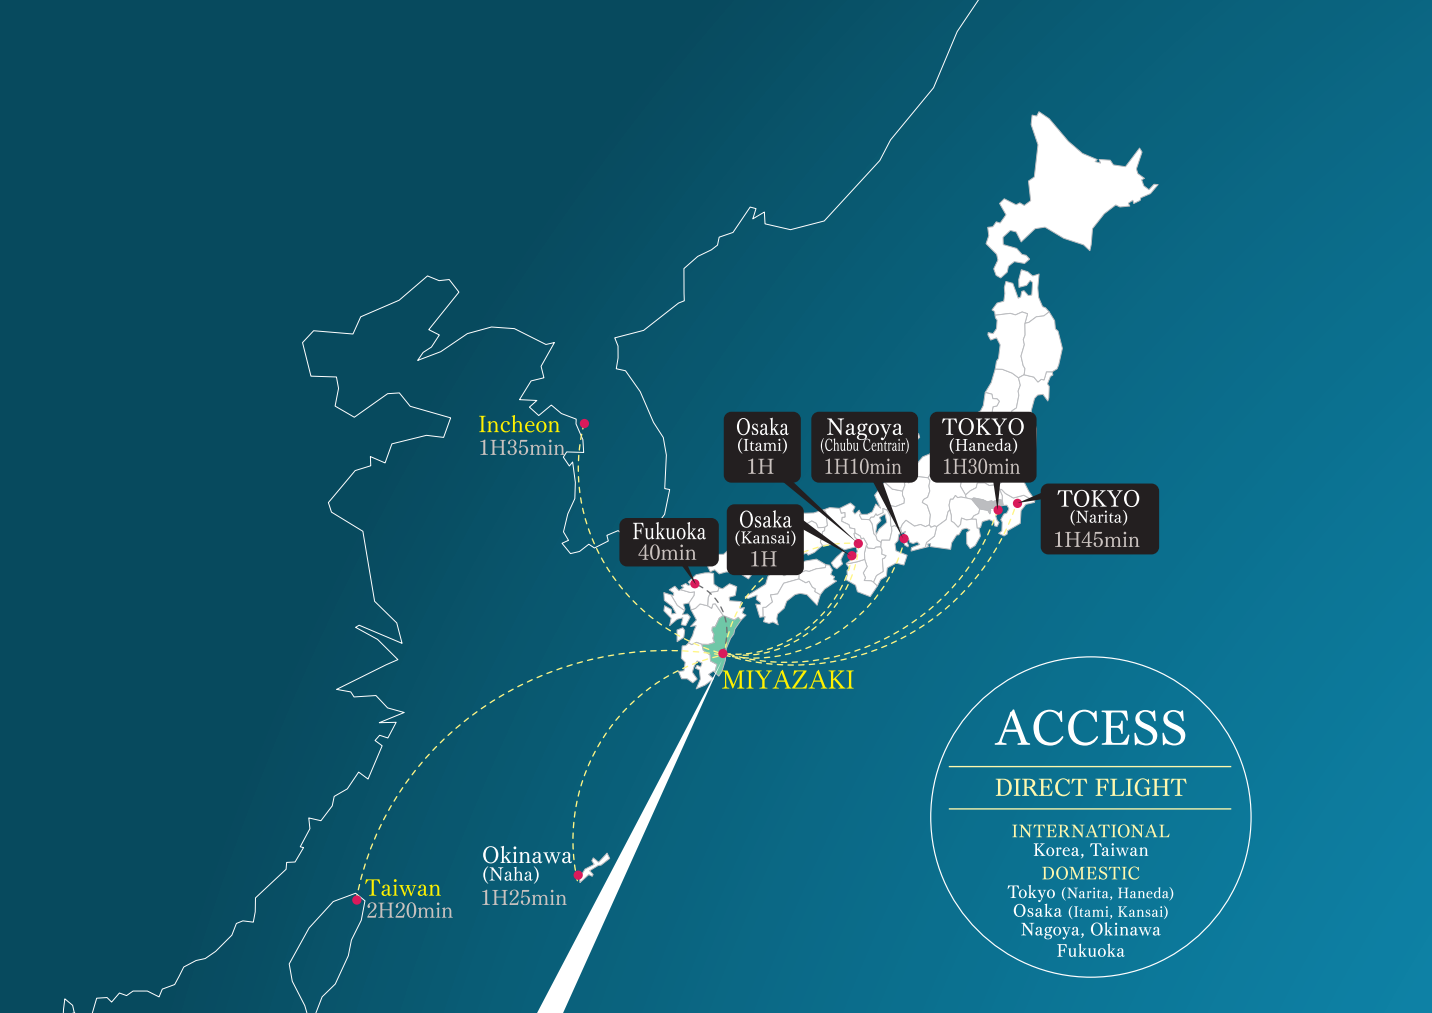 Incheon
1H35min
Osaka
(Itami)
1H
Nagoya
(Chubu Centrair)
1H10min
TOKYO
(Haneda)
1H30min
TOKYO
(Narita)
1H45min
Fukuoka
40min
Osaka
(Kansai)
1H
MIYAZAKI
Okinawa
(Naha)
1H25min
Taiwan
2H20min
ACCESS
DIRECT FLIGHT
INTERNATIONAL
Korea, Taiwan
DOMESTIC
Tokyo (Narita, Haneda)
Osaka (Itami, Kansai)
Nagoya, Okinawa
Fukuoka